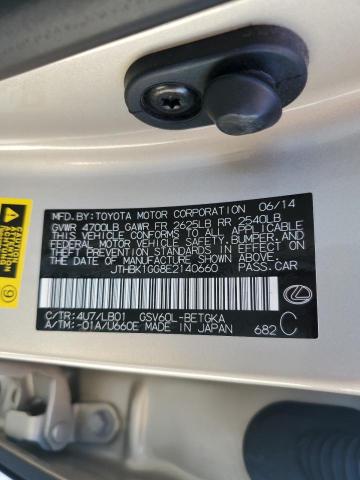 MFD.BY:TOYOTA MOTOR CORPORATION 06/14
GVWR 4700LB GAWR FR 2625LB RR 2540LB
THIS VEHICLE CONFORMS TO ALL APPLICABLE
FEDERAL MOTOR VEHICLE SAFETY, BUMPER, AND
THEFT PREVENTION STANDARDS IN EFFECT ON
THE DATE OF MANUFACTURE SHOWN ABOVE.
JTHBK1GG8E2140660 PASS.CAR
C/TR:4U7/LB01 GSV60L-BETGKA
A/TM:-01A/U660E MADE IN JAPAN 682 C
ATTENTION
9